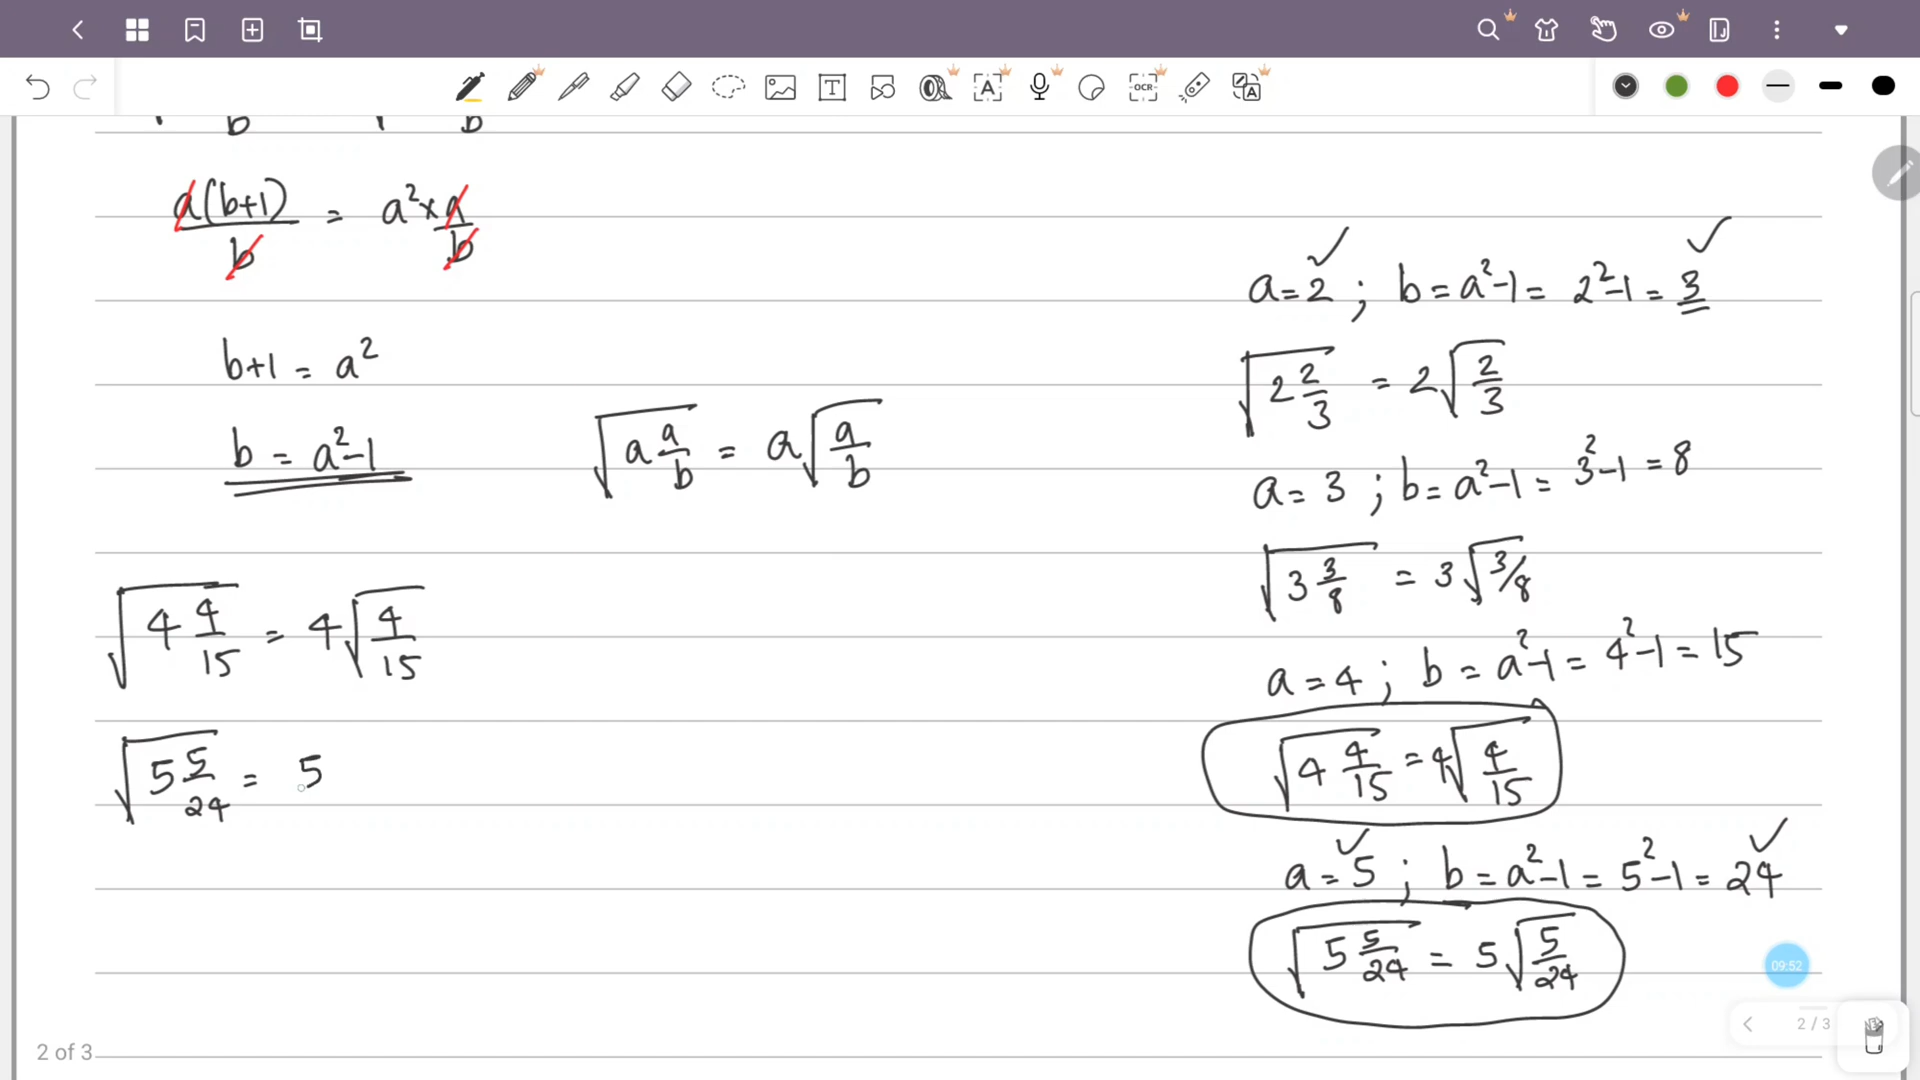 b b
a(b+1)/b = a² × a/b
b+1 = a²
b = a²-1
√(a a/b) = a√(a/b)
√(4 4/15) = 4√(4/15)
√(5 5/24) = 5
a = 2 ; b = a²-1 = 2²-1 = 3
√(2 2/3) = 2√(2/3)
a = 3 ; b = a²-1 = 3²-1 = 8
√(3 3/8) = 3√(3/8)
a = 4 ; b = a²-1 = 4²-1 = 15
√(4 4/15) = 4√(4/15)
a = 5 ; b = a²-1 = 5²-1 = 24
√(5 5/24) = 5√(5/24)
09:52
2 / 3
2 of 3
T
A
OCR
A